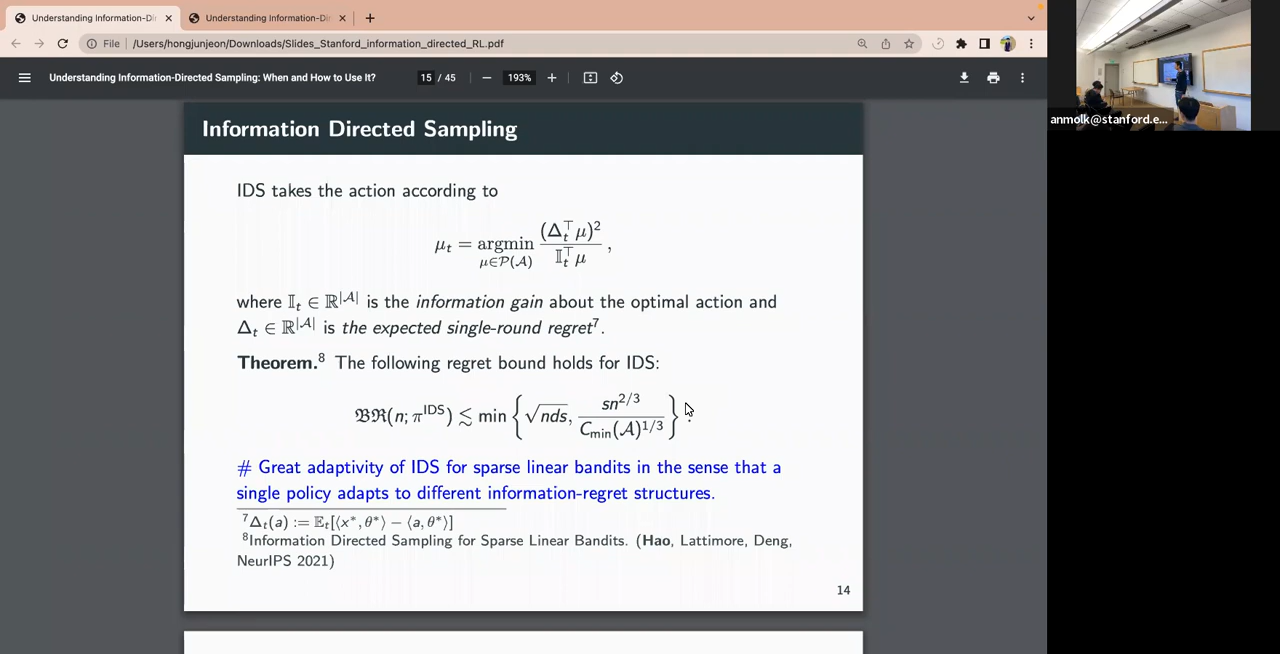 Understanding Information-Di
Understanding Information-Di
File | /Users/hongjunjeon/Downloads/Slides_Stanford_information_directed_RL.pdf
Understanding Information-Directed Sampling: When and How to Use It?
15 / 45
193%
anmolk@stanford.e...
Information Directed Sampling
IDS takes the action according to
μ_t = argmin_{μ∈𝒫(𝒜)} (Δ_t^⊤ μ)^2 / 𝕀_t^⊤ μ ,
where 𝕀_t ∈ ℝ^{|𝒜|} is the information gain about the optimal action and
Δ_t ∈ ℝ^{|𝒜|} is the expected single-round regret⁷.
Theorem.⁸ The following regret bound holds for IDS:
𝔅ℜ(n; π^{IDS}) ≲ min { √nds, sn^{2/3} / C_min(𝒜)^{1/3} } .
# Great adaptivity of IDS for sparse linear bandits in the sense that a
single policy adapts to different information-regret structures.
⁷Δ_t(a) := 𝔼_t[⟨x*, θ*⟩ − ⟨a, θ*⟩]
⁸Information Directed Sampling for Sparse Linear Bandits. (Hao, Lattimore, Deng,
NeurIPS 2021)
14